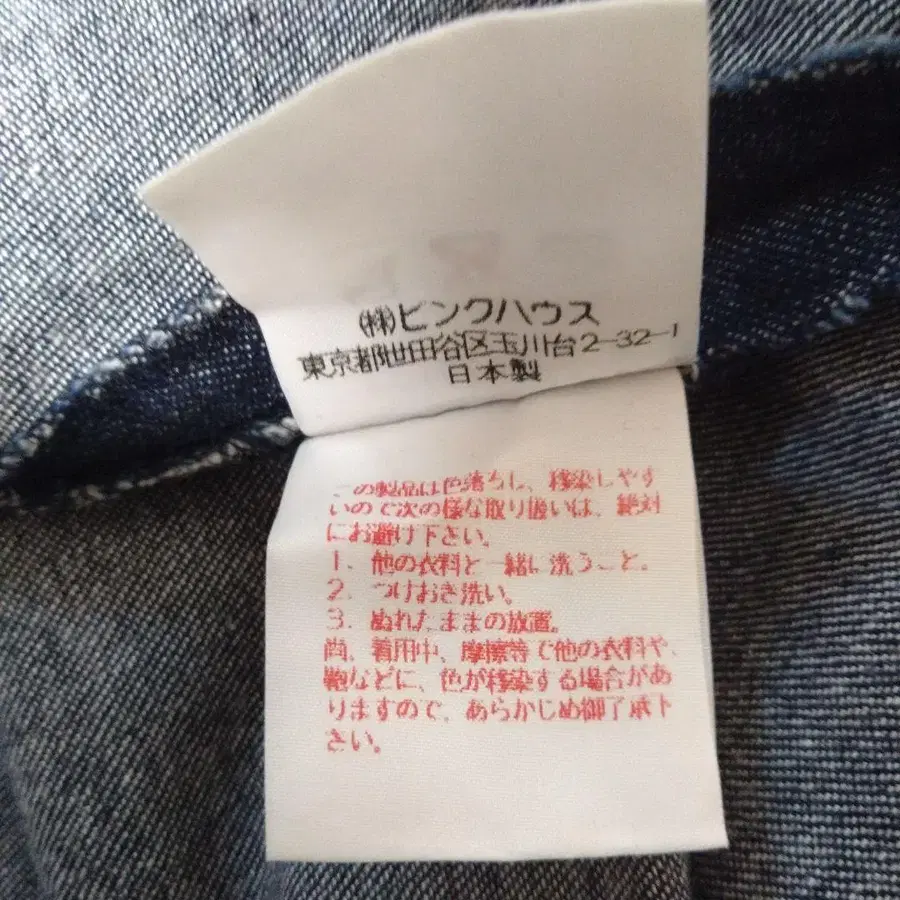 (株)ピンクハウス
東京都世田谷区玉川台2-32-1
日本製
この製品は色落ちし、移染しやす
いので次の様な取り扱いは、絶対
にお避け下さい。
1. 他の衣料と一緒に洗うこと。
2. つけおき洗い。
3. ぬれたままの放置。
尚、着用中、摩擦等で他の衣料や、
鞄などに、色が移染する場合があ
りますので、あらかじめ御了承下
さい。